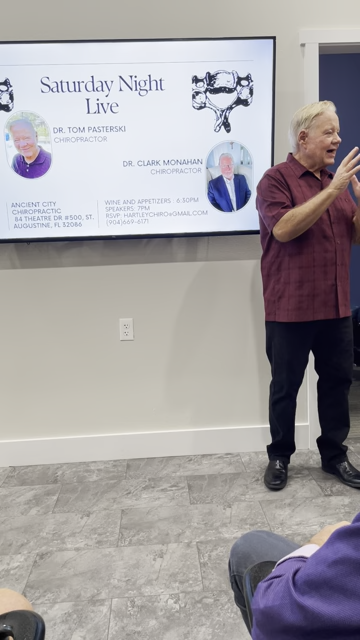 Saturday Night
Live
DR. TOM PASTERSKI
CHIROPRACTOR
DR. CLARK MONAHAN
CHIROPRACTOR
ANCIENT CITY
CHIROPRACTIC
84 THEATRE DR #500, ST.
AUGUSTINE, FL 32086
WINE AND APPETIZERS : 6:30PM
SPEAKERS: 7PM
RSVP: HARTLEYCHIRO@GMAIL.COM
(904)669-6171